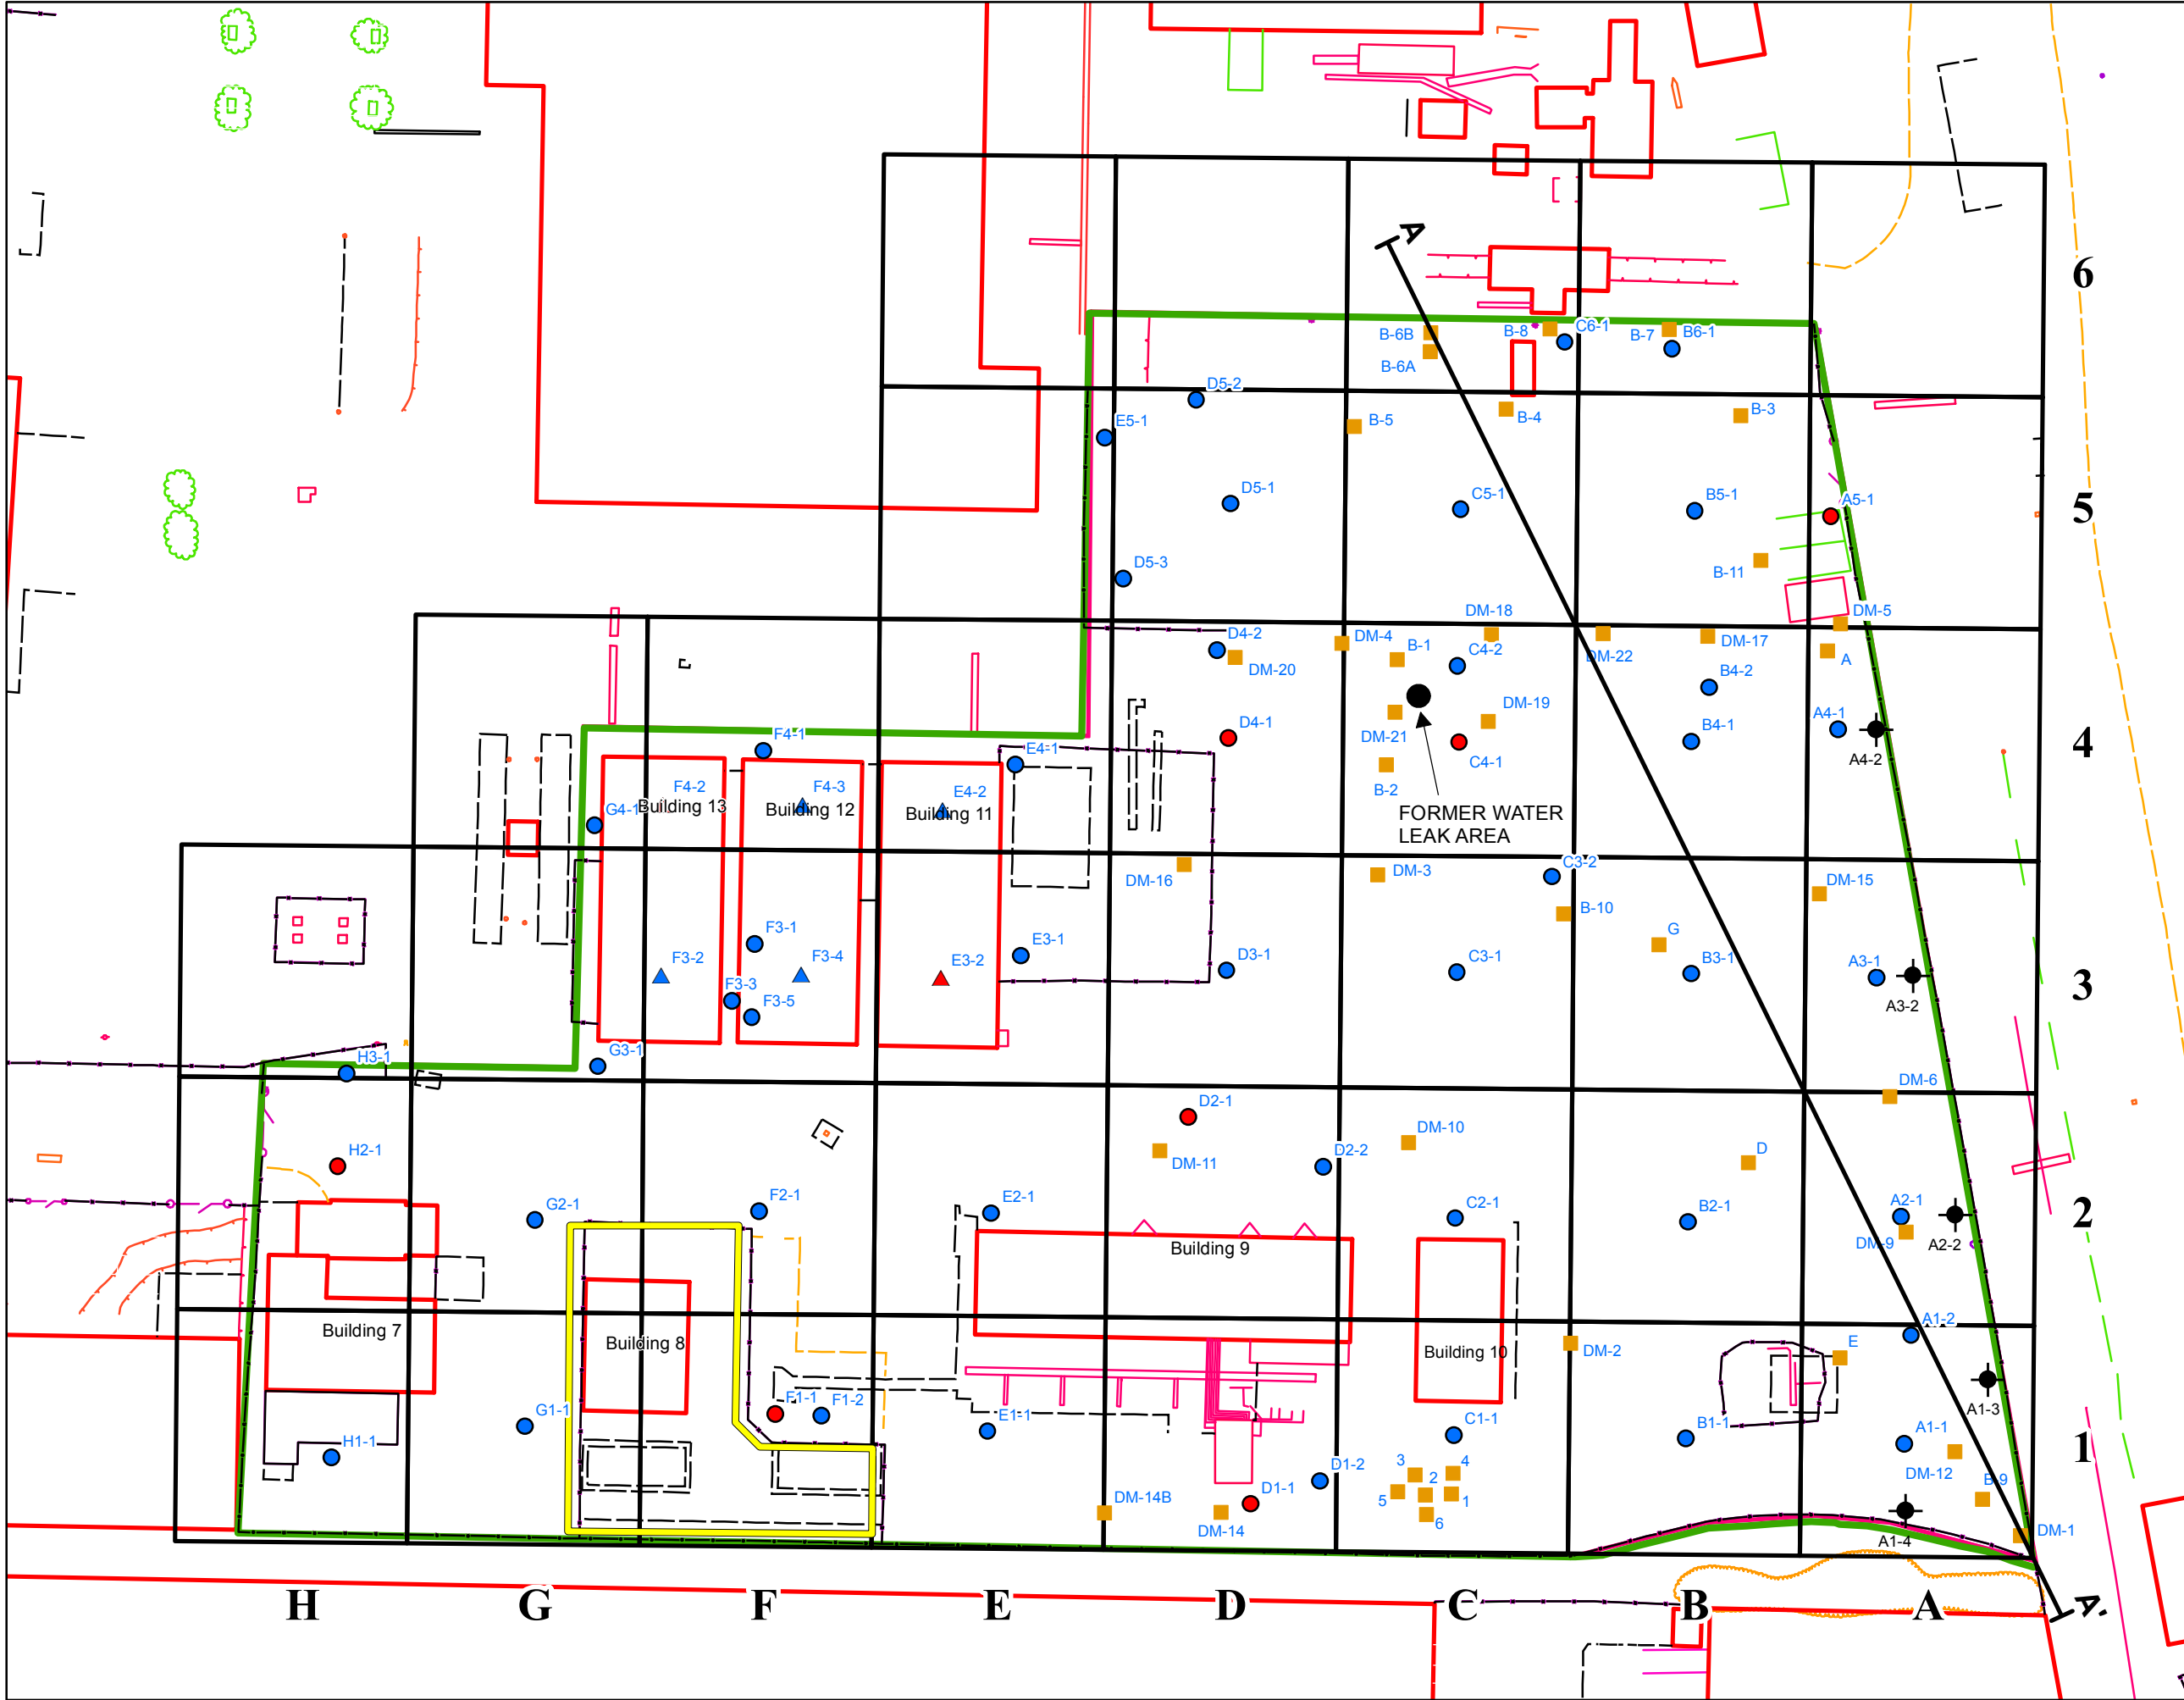 A
6
B-6B
B-8
C6-1
B-7
B6-1
B-6A
D5-2
E5-1
B-5
B-4
B-3
D5-1
C5-1
B5-1
A5-1
5
D5-3
B-11
DM-18
DM-5
D4-2
DM-4
B-1
C4-2
DM-22
DM-17
A
DM-20
B4-2
DM-19
F4-1
D4-1
DM-21
B4-1
A4-1
4
E4-1
C4-1
A4-2
F4-2
F4-3
E4-2
B-2
G4-1
Building 13
Building 12
Building 11
FORMER WATER
LEAK AREA
C3-2
DM-16
DM-3
DM-15
B-10
F3-1
E3-1
G
F3-2
F3-4
E3-2
D3-1
C3-1
B3-1
A3-1
3
F3-3
F3-5
A3-2
H3-1
G3-1
DM-6
D2-1
H2-1
DM-11
D2-2
DM-10
D
G2-1
F2-1
E2-1
C2-1
B2-1
A2-1
2
Building 9
DM-9
A2-2
Building 7
Building 8
Building 10
DM-2
A1-2
E
G1-1
F1-1
F1-2
E1-1
C1-1
B1-1
A1-3
A1-1
1
H1-1
D1-2
3
4
2
DM-12
B-9
5
1
DM-14B
DM-14
D1-1
6
A1-4
DM-1
H
G
F
E
D
C
B
A
A'